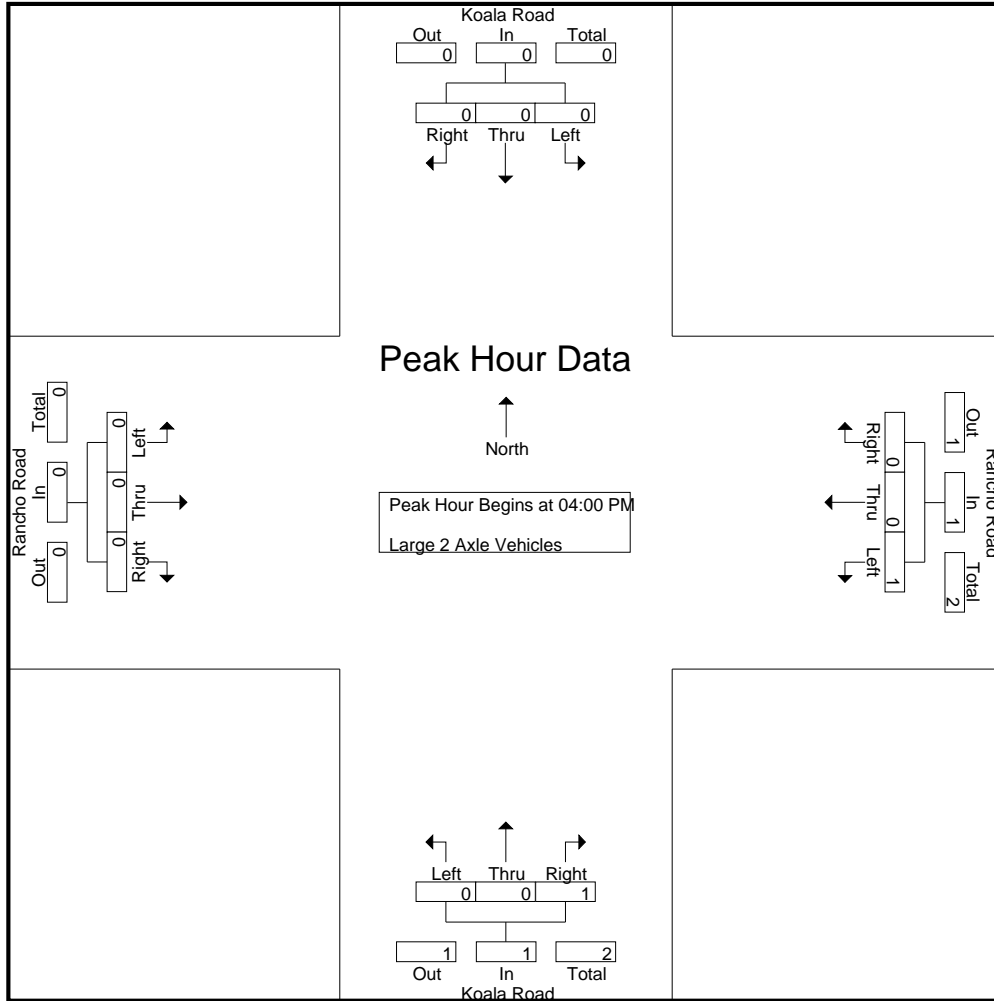 Koala Road
Out In Total
0 0 0
0 0 0
Right Thru Left
Peak Hour Data
North
Peak Hour Begins at 04:00 PM
Large 2 Axle Vehicles
Rancho Road
Total In Out
0 0 0
0 0 0
Left Thru Right
Rancho Road
Out In Total
1 1 2
0 0 1
Right Thru Left
Left Thru Right
0 0 1
1 1 2
Out In Total
Koala Road